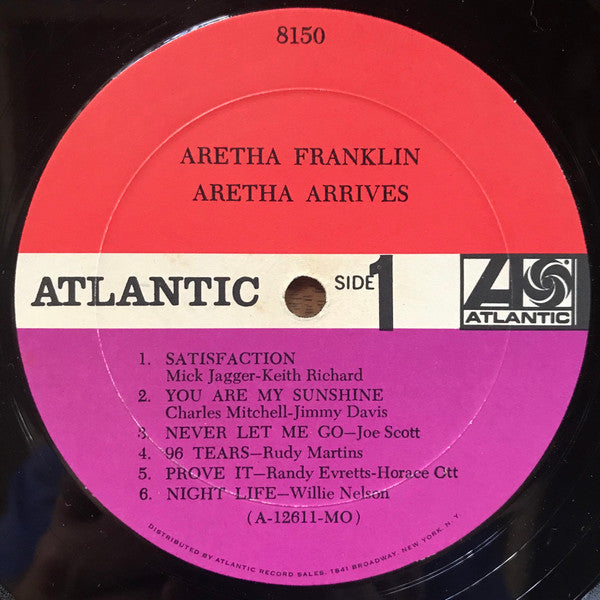 8150
ARETHA FRANKLIN
ARETHA ARRIVES
ATLANTIC
SIDE 1
ATLANTIC
1. SATISFACTION
Mick Jagger-Keith Richard
2. YOU ARE MY SUNSHINE
Charles Mitchell-Jimmy Davis
3. NEVER LET ME GO—Joe Scott
4. 96 TEARS—Rudy Martins
5. PROVE IT—Randy Evretts-Horace Ott
6. NIGHT LIFE—Willie Nelson
(A-12611-MO)
DISTRIBUTED BY ATLANTIC RECORD SALES, 1841 BROADWAY, NEW YORK, N. Y.